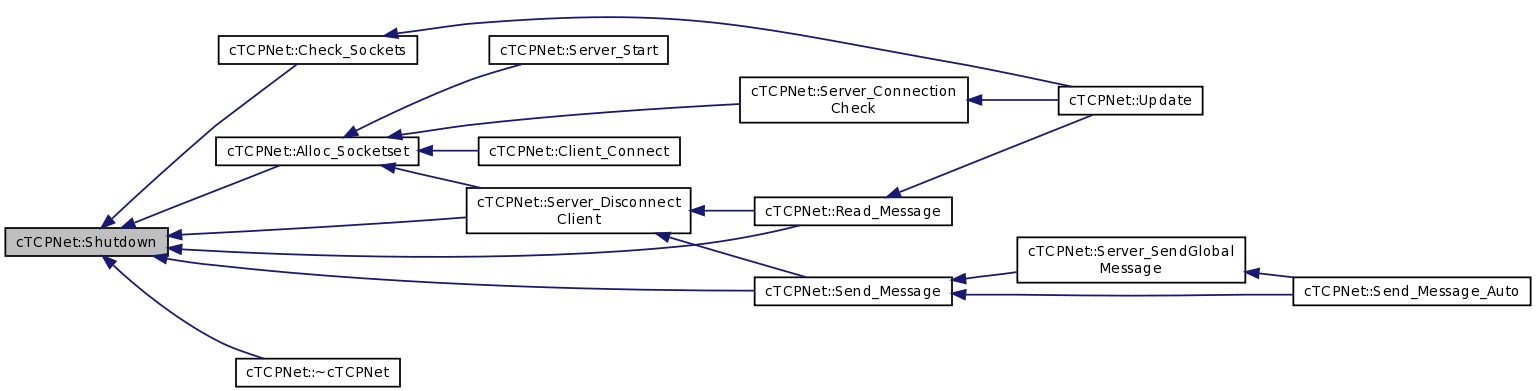 cTCPNet::Check_Sockets
cTCPNet::Server_Start
cTCPNet::Server_Connection
Check
cTCPNet::Update
cTCPNet::Alloc_Socketset
cTCPNet::Client_Connect
cTCPNet::Server_Disconnect
Client
cTCPNet::Read_Message
cTCPNet::Shutdown
cTCPNet::Server_SendGlobal
Message
cTCPNet::Send_Message
cTCPNet::Send_Message_Auto
cTCPNet::~cTCPNet